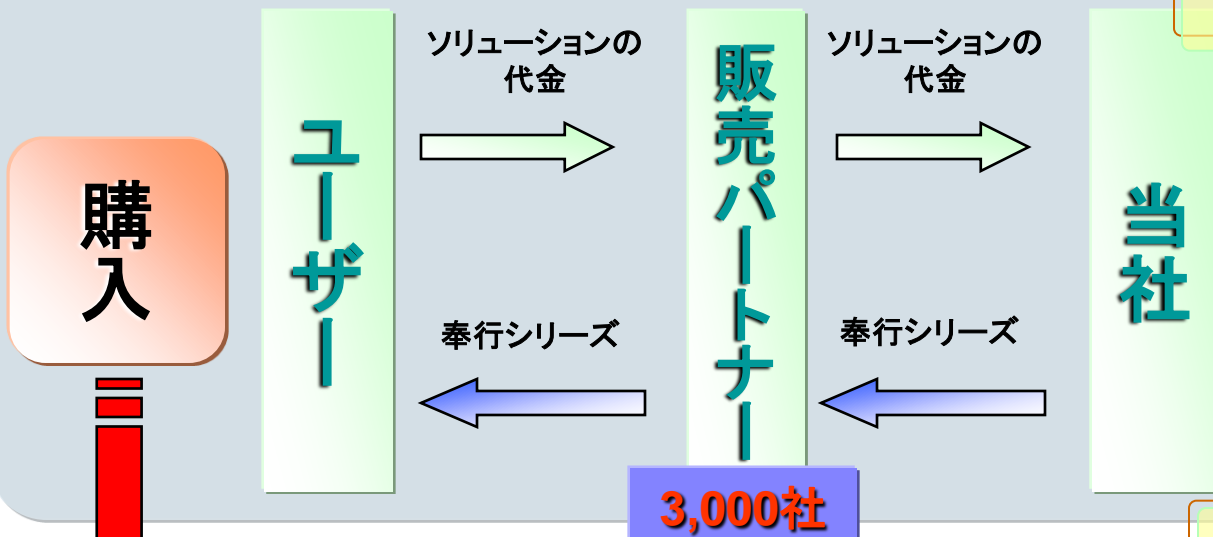 購入
ユーザー
ソリューションの
代金
奉行シリーズ
販売パートナー
3,000社
ソリューションの
代金
奉行シリーズ
当社